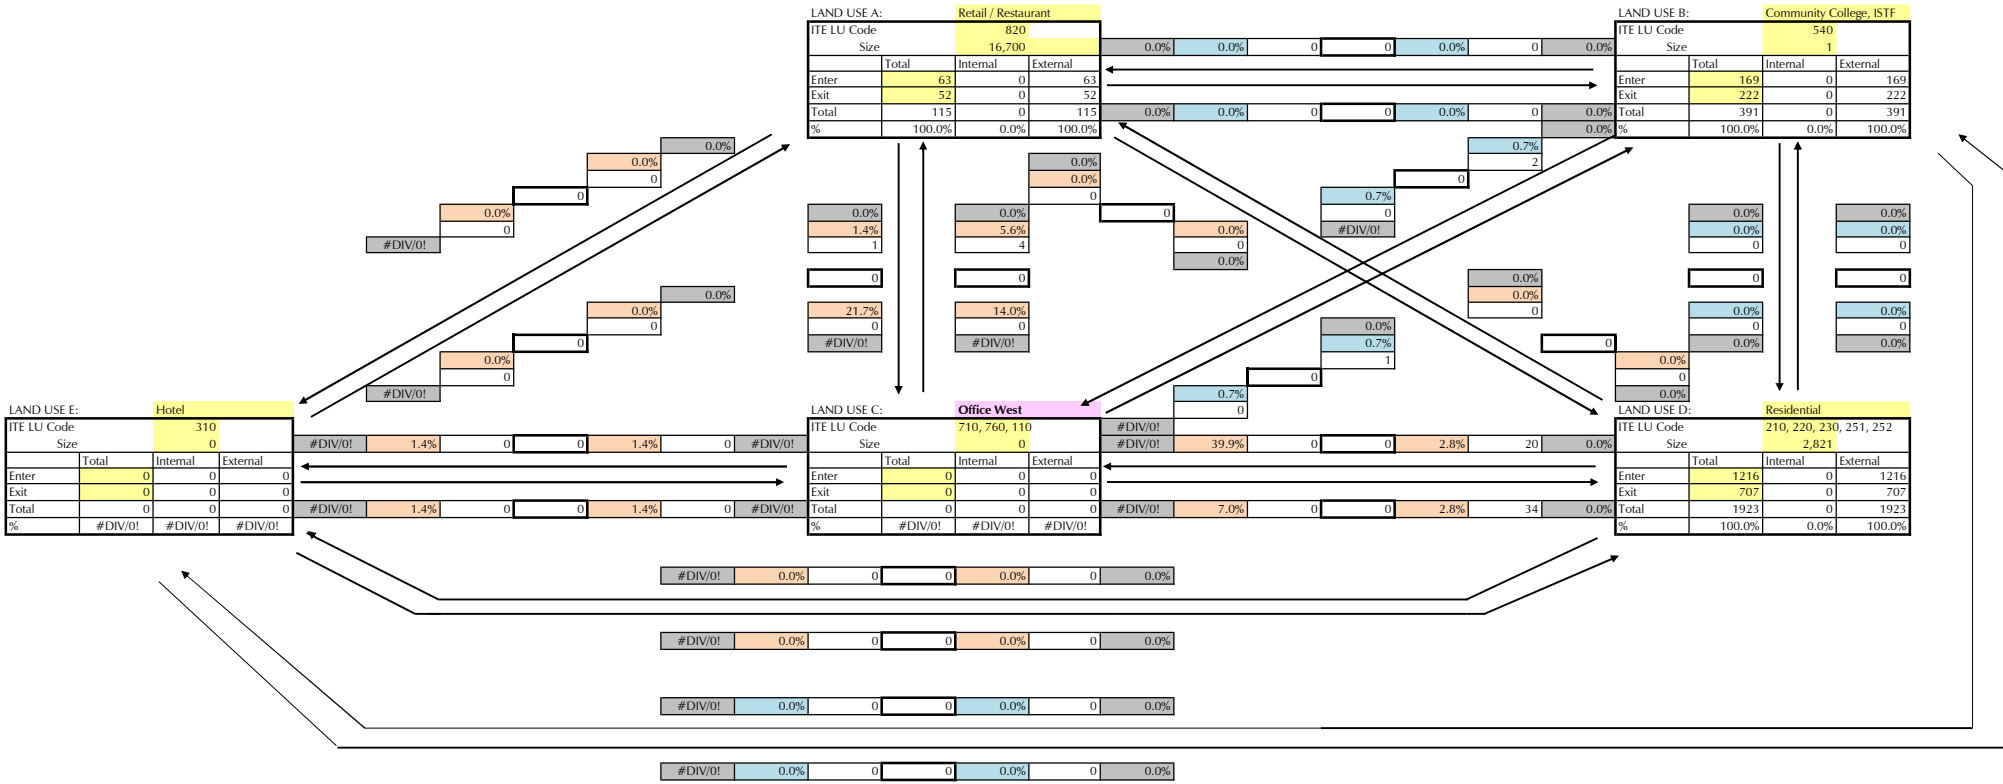 LAND USE A: Retail / Restaurant
ITE LU Code 820
Size 16,700
Total Internal External
Enter 63 0 63
Exit 52 0 52
Total 115 0 115
% 100.0% 0.0% 100.0%
0.0% 0.0% 0 0 0.0% 0 0.0%
0.0% 0.0% 0 0 0.0% 0 0.0%
0.0%
LAND USE B: Community College, ISTF
ITE LU Code 540
Size 1
Total Internal External
Enter 169 0 169
Exit 222 0 222
Total 391 0 391
% 100.0% 0.0% 100.0%
0.0%
0.0%
0
0
0.0%
0
#DIV/0!
0.0%
0.0%
0
0
0.0%
0
#DIV/0!
0.0%
1.4%
1
0
21.7%
0
#DIV/0!
0.0%
5.6%
4
0
14.0%
0
#DIV/0!
0.0%
0.0%
0
0
0.0%
0
0.0%
0.7%
2
0
0.7%
0
#DIV/0!
0.0%
0.7%
1
0
0.7%
0
#DIV/0!
0.0%
0.0%
0
0
0.0%
0
0.0%
0.0%
0.0%
0
0
0.0%
0
0.0%
0.0%
0.0%
0
0
0.0%
0
0.0%
LAND USE E: Hotel
ITE LU Code 310
Size 0
Total Internal External
Enter 0 0 0
Exit 0 0 0
Total 0 0 0
% #DIV/0! #DIV/0! #DIV/0!
#DIV/0! 1.4% 0 0 1.4% 0 #DIV/0!
#DIV/0! 1.4% 0 0 1.4% 0 #DIV/0!
LAND USE C: Office West
ITE LU Code 710, 760, 110
Size 0
Total Internal External
Enter 0 0 0
Exit 0 0 0
Total 0 0 0
% #DIV/0! #DIV/0! #DIV/0!
#DIV/0! 39.9% 0 0 2.8% 20 0.0%
#DIV/0! 7.0% 0 0 2.8% 34 0.0%
LAND USE D: Residential
ITE LU Code 210, 220, 230, 251, 252
Size 2,821
Total Internal External
Enter 1216 0 1216
Exit 707 0 707
Total 1923 0 1923
% 100.0% 0.0% 100.0%
#DIV/0! 0.0% 0 0 0.0% 0 0.0%
#DIV/0! 0.0% 0 0 0.0% 0 0.0%
#DIV/0! 0.0% 0 0 0.0% 0 0.0%
#DIV/0! 0.0% 0 0 0.0% 0 0.0%